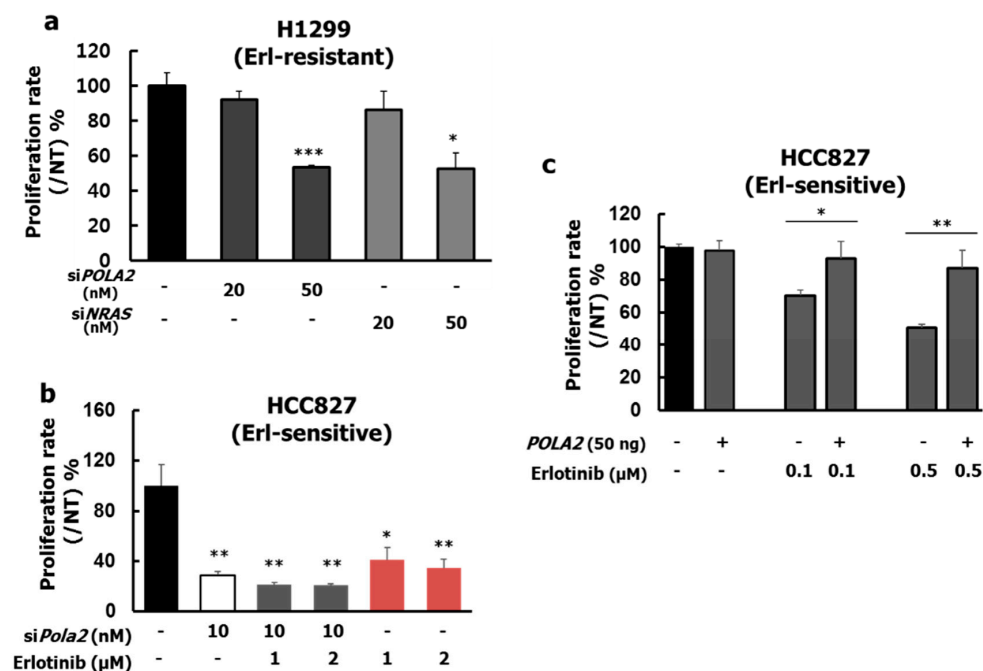 a
H1299
(Erl-resistant)
Proliferation rate
(/NT) %
120
100
80
60
40
20
0
***
*
siPOLA2
(nM)
- 20 50 - -
siNRAS
(nM)
- - - 20 50
b
HCC827
(Erl-sensitive)
Proliferation rate
(/NT) %
160
120
80
40
0
** ** ** * **
siPola2 (nM) - 10 10 10 - -
Erlotinib (µM) - - 1 2 1 2
c
HCC827
(Erl-sensitive)
Proliferation rate
(/NT) %
120
100
80
60
40
20
0
* **
POLA2 (50 ng) - + - + - +
Erlotinib (µM) - - 0.1 0.1 0.5 0.5